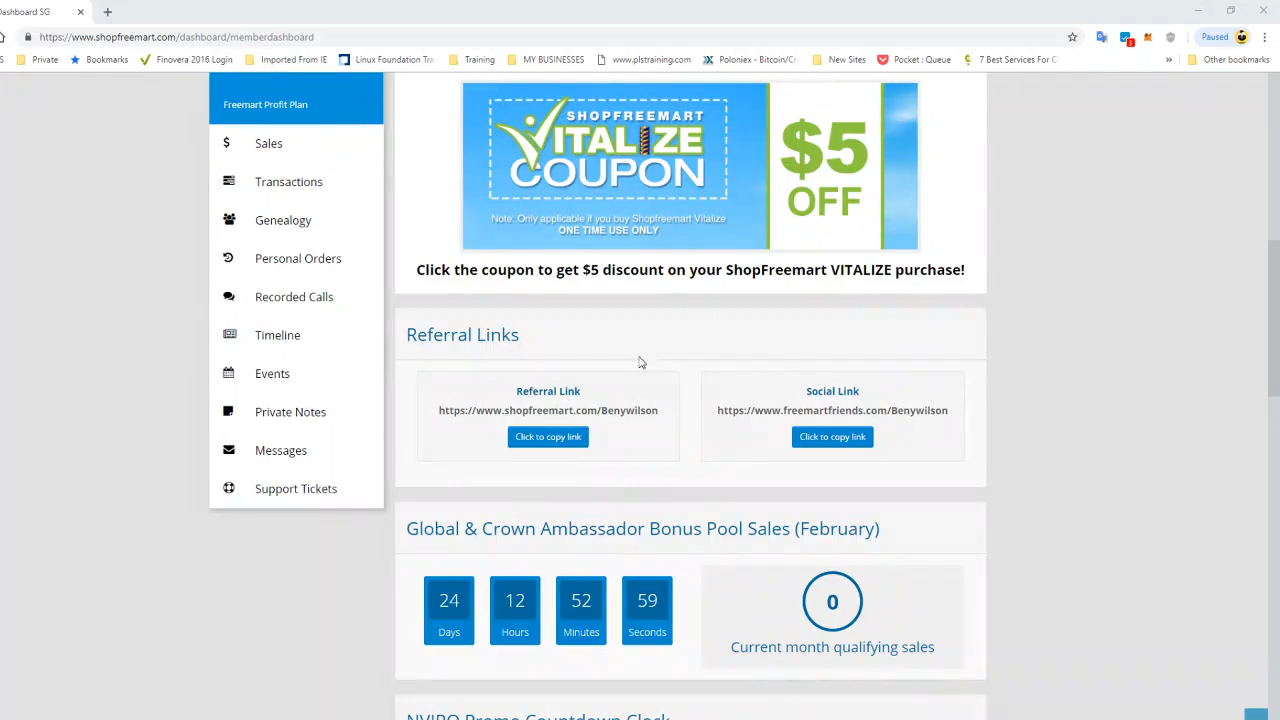 Dashboard SG
https://www.shopfreemart.com/dashboard/memberdashboard
Paused
Private
Bookmarks
Finovera 2016 Login
Imported From IE
Linux Foundation Tra
Training
MY BUSINESSES
www.plstraining.com
Poloniex - Bitcoin/Cr
New Sites
Pocket : Queue
7 Best Services For C
»
Other bookmarks
Freemart Profit Plan
Sales
Transactions
Genealogy
Personal Orders
Recorded Calls
Timeline
Events
Private Notes
Messages
Support Tickets
SHOPFREEMART
VITALIZE
COUPON
Note: Only applicable if you buy Shopfreemart Vitalize
ONE TIME USE ONLY
$5
OFF
Click the coupon to get $5 discount on your ShopFreemart VITALIZE purchase!
Referral Links
Referral Link
https://www.shopfreemart.com/Benywilson
Click to copy link
Social Link
https://www.freemartfriends.com/Benywilson
Click to copy link
Global & Crown Ambassador Bonus Pool Sales (February)
24 12 52 59
Days Hours Minutes Seconds
0
Current month qualifying sales
NVIRO Promo Countdown Clock